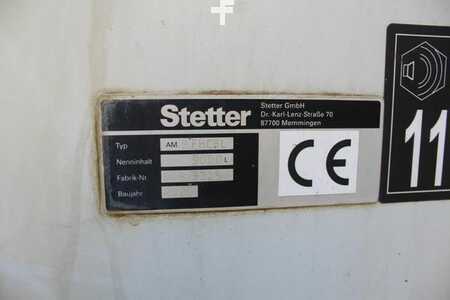 Stetter
Stetter GmbH
Dr. Karl-Lenz-Straße 70
87700 Memmingen
Typ AM
Nenninhalt L
Fabrik-Nr.
Baujahr
CE
11